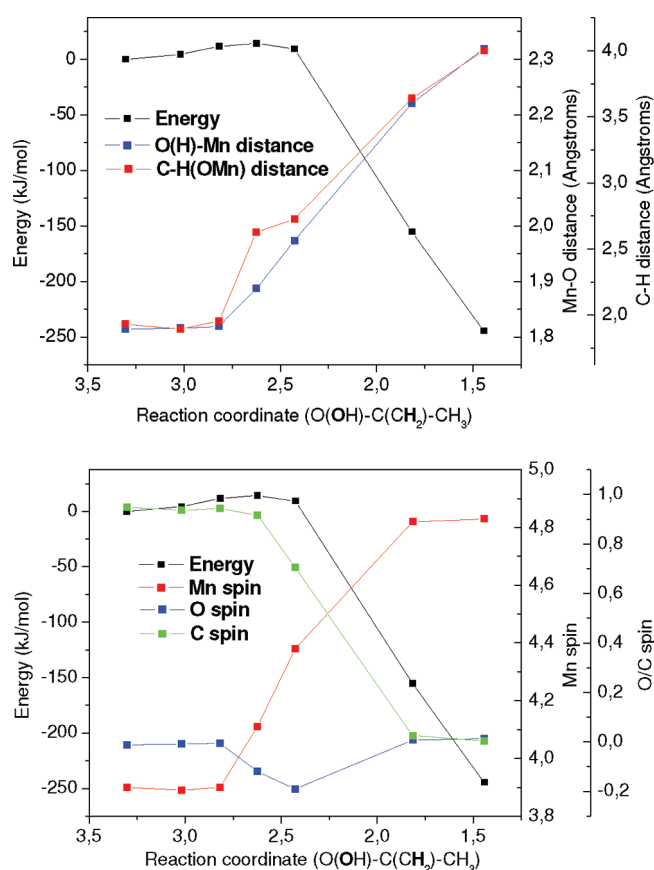 0
-50
-100
-150
-200
-250
Energy (kJ/mol)
Energy
O(H)-Mn distance
C-H(OMn) distance
2,3
2,2
2,1
2,0
1,9
1,8
Mn-O distance (Angstroms)
4,0
3,5
3,0
2,5
2,0
C-H distance (Angstroms)
3,5 3,0 2,5 2,0 1,5
Reaction coordinate (O(OH)-C(CH2)-CH3)
0
-50
-100
-150
-200
-250
Energy (kJ/mol)
Energy
Mn spin
O spin
C spin
5,0
4,8
4,6
4,4
4,2
4,0
3,8
Mn spin
1,0
0,8
0,6
0,4
0,2
0,0
-0,2
O/C spin
3,5 3,0 2,5 2,0 1,5
Reaction coordinate (O(OH)-C(CH2)-CH3)